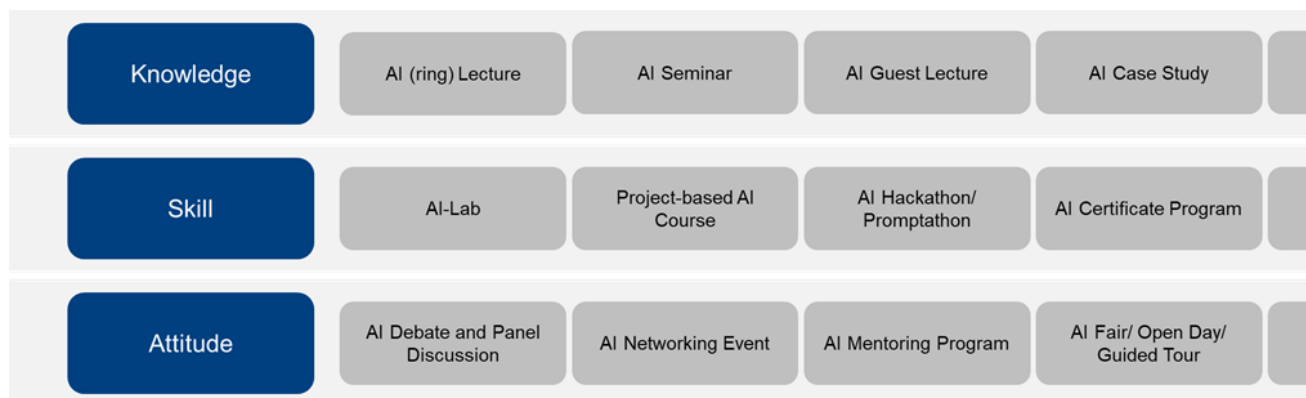 Knowledge
AI (ring) Lecture
AI Seminar
AI Guest Lecture
AI Case Study
Skill
AI-Lab
Project-based AI
Course
AI Hackathon/
Promptathon
AI Certificate Program
Attitude
AI Debate and Panel
Discussion
AI Networking Event
AI Mentoring Program
AI Fair/ Open Day/
Guided Tour